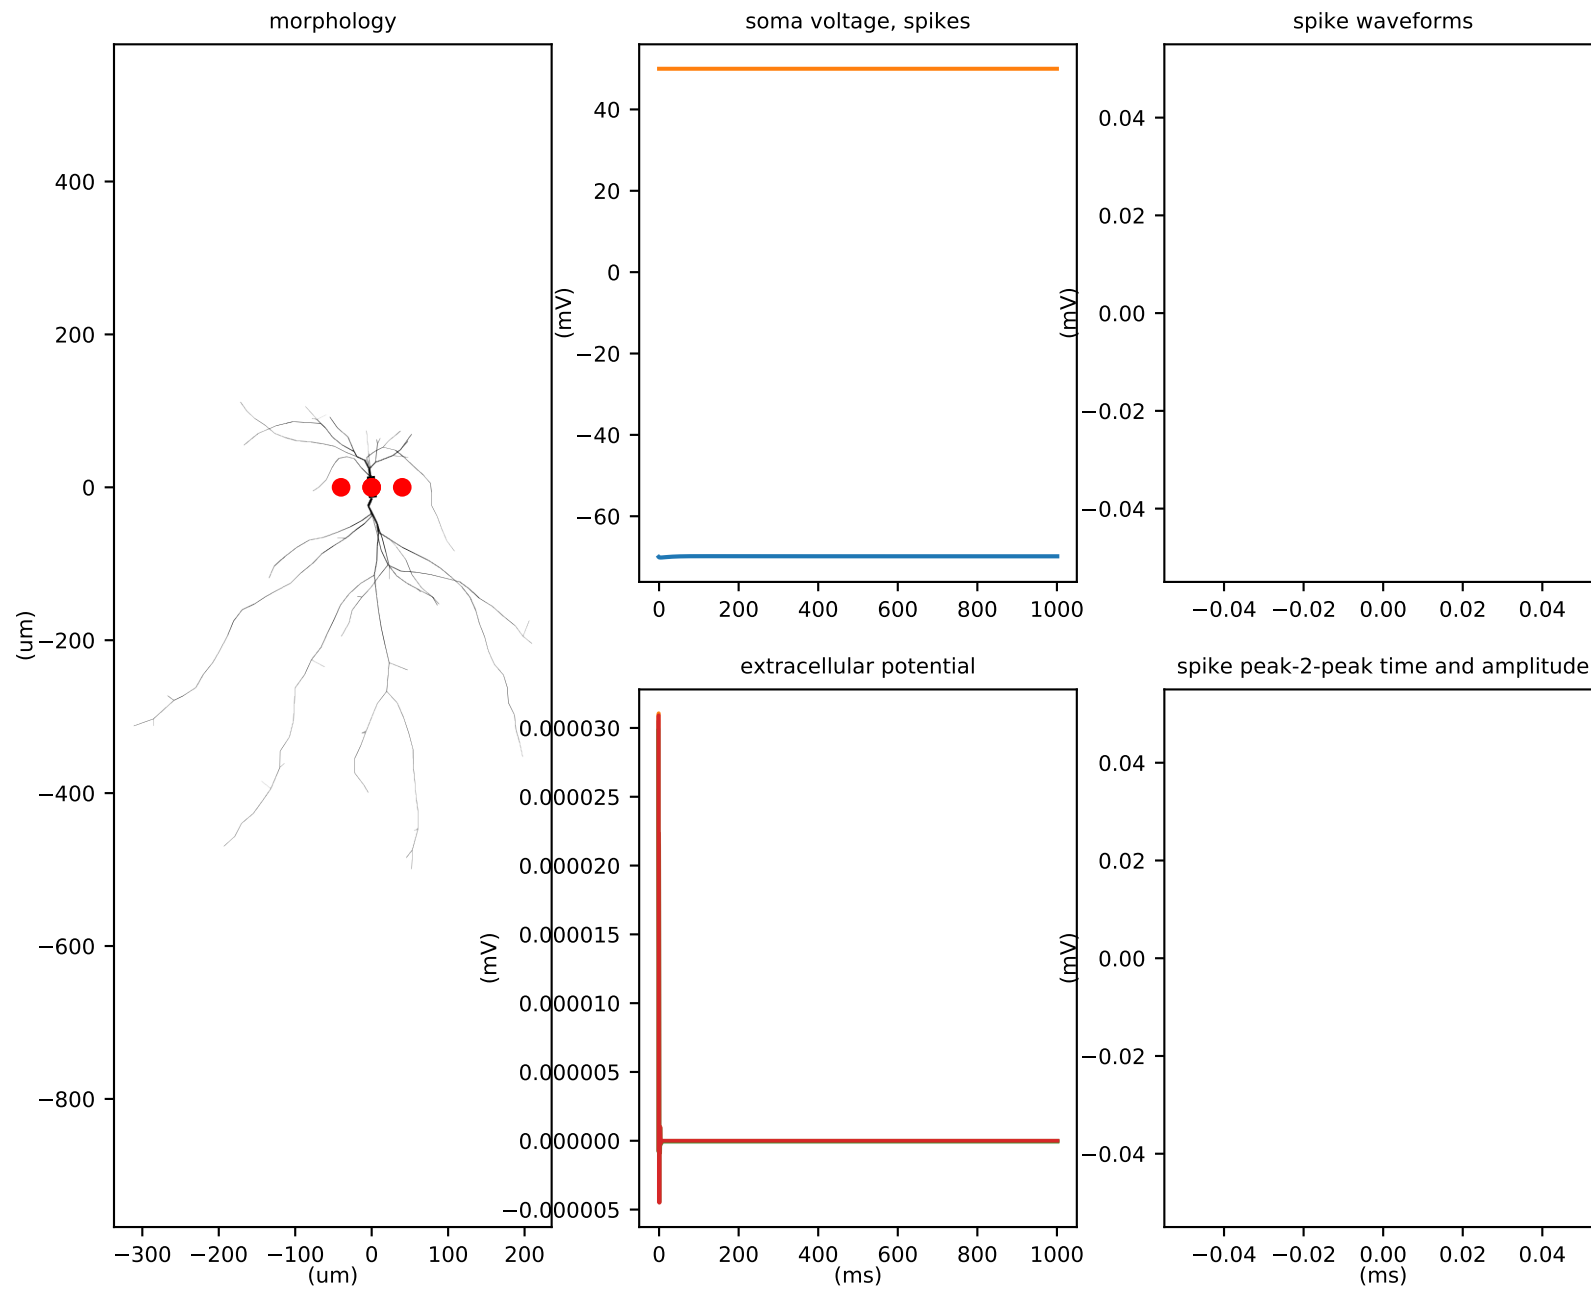 morphology
400
200
0
−200
−400
−600
−800
(um)
−300 −200 −100 0 100 200
(um)
soma voltage, spikes
40
20
0
−20
−40
−60
(mV)
0 200 400 600 800 1000
spike waveforms
0.04
0.02
0.00
−0.02
−0.04
(mV)
−0.04 −0.02 0.00 0.02 0.04
extracellular potential
0.000030
0.000025
0.000020
0.000015
0.000010
0.000005
0.000000
−0.000005
(mV)
0 200 400 600 800 1000
(ms)
spike peak-2-peak time and amplitude
0.04
0.02
0.00
−0.02
−0.04
(mV)
−0.04 −0.02 0.00 0.02 0.04
(ms)